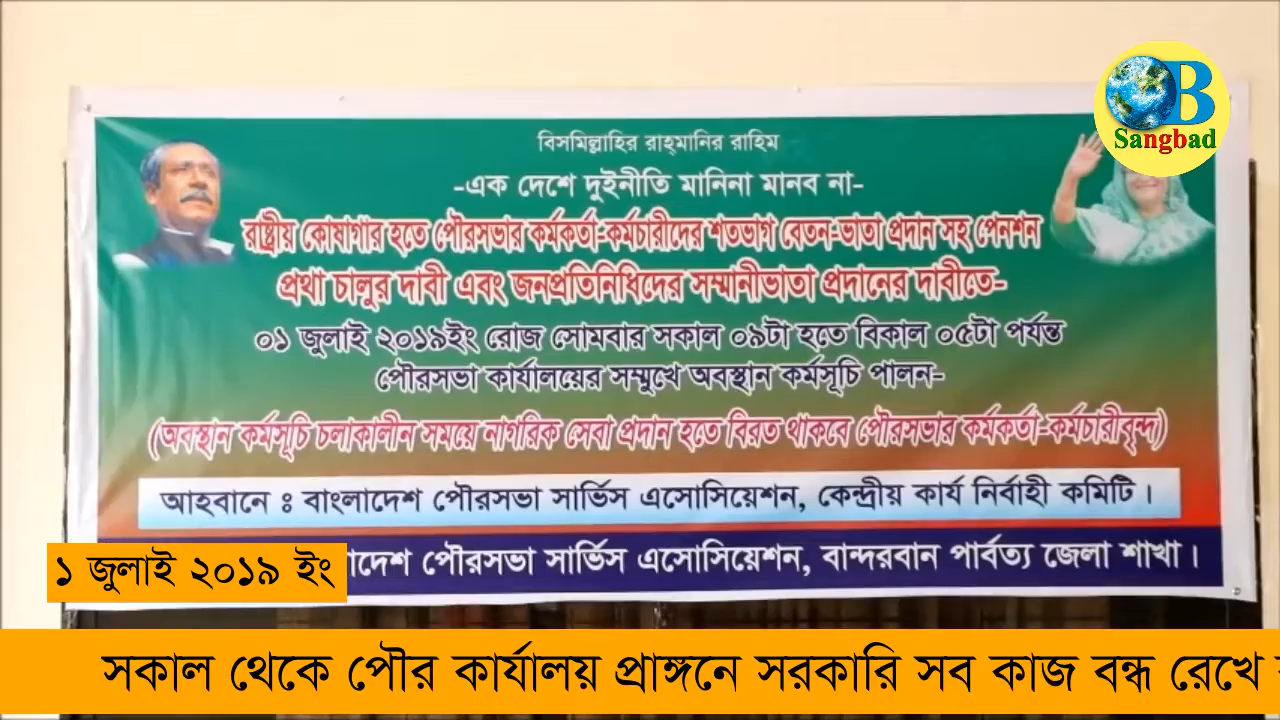 OB
Sangbad
বিসমিল্লাহির রাহ্মানির রাহিম
-এক দেশে দুইনীতি মানিনা মানব না-
রাষ্ট্রীয় কোষাগার হতে পৌরসভার কর্মকর্তা-কর্মচারীদের শতভাগ বেতন-ভাতা প্রদান সহ পেনশন
প্রথা চালুর দাবী এবং জনপ্রতিনিধিদের সম্মানীভাতা প্রদানের দাবীতে-
০১ জুলাই ২০১৯ইং রোজ সোমবার সকাল ০৯টা হতে বিকাল ০৫টা পর্যন্ত
পৌরসভা কার্যালয়ের সম্মুখে অবস্থান কর্মসূচি পালন-
(অবস্থান কর্মসূচি চলাকালীন সময়ে নাগরিক সেবা প্রদান হতে বিরত থাকবে পৌরসভার কর্মকর্তা-কর্মচারীবৃন্দ)
আহবানে ঃ বাংলাদেশ পৌরসভা সার্ভিস এসোসিয়েশন, কেন্দ্রীয় কার্য নির্বাহী কমিটি।
পৌরসভা সার্ভিস এসোসিয়েশন, বান্দরবান পার্বত্য জেলা শাখা।
১ জুলাই ২০১৯ ইং
সকাল থেকে পৌর কার্যালয় প্রাঙ্গনে সরকারি সব কাজ বন্ধ রেখে